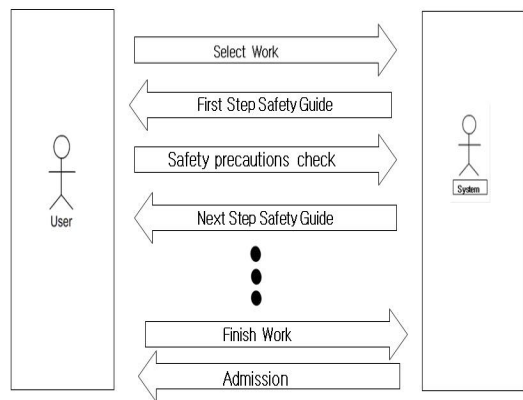 Select Work
First Step Safety Guide
Safety precautions check
Next Step Safety Guide
User
System
Finish Work
Admission